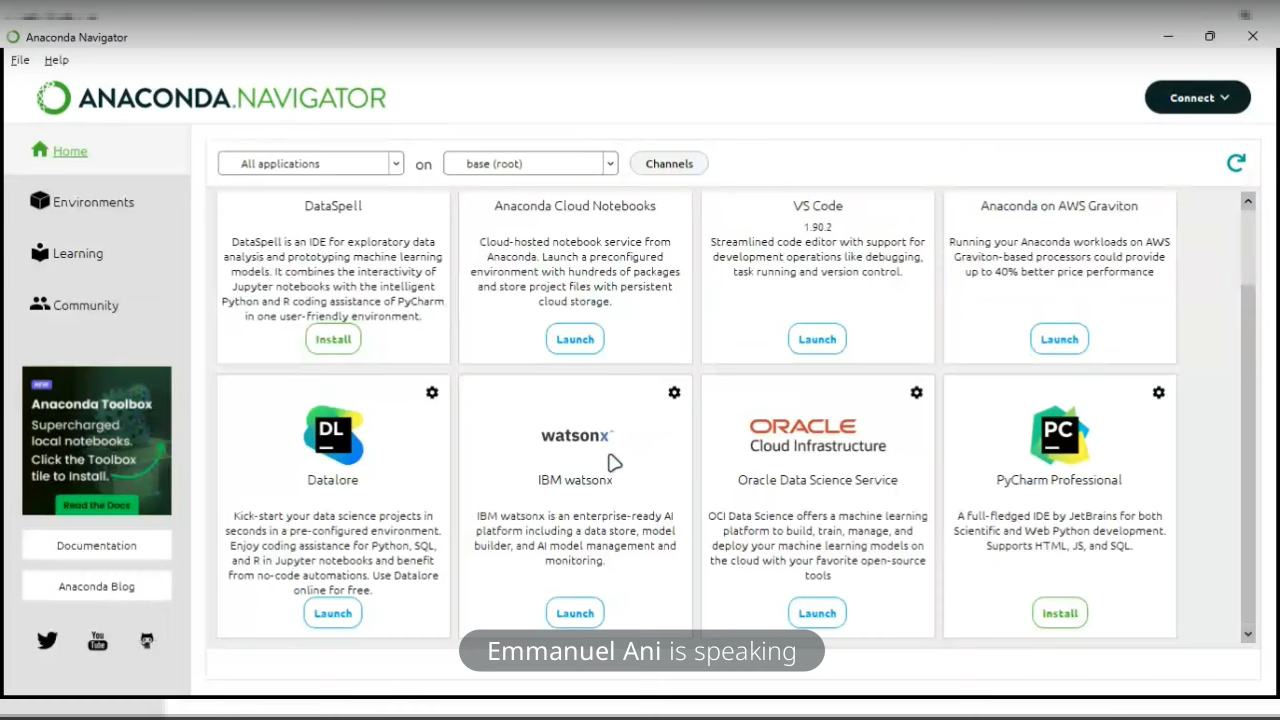 Anaconda Navigator
File Help
ANACONDA.NAVIGATOR
Connect
Home
Environments
Learning
Community
NEW
Anaconda Toolbox
Supercharged
local notebooks.
Click the Toolbox
tile to install.
Read the Docs
Documentation
Anaconda Blog
You
Tube
All applications on base (root) Channels
DataSpell
DataSpell is an IDE for exploratory data
analysis and prototyping machine learning
models. It combines the interactivity of
Jupyter notebooks with the intelligent
Python and R coding assistance of PyCharm
in one user-friendly environment.
Install
Anaconda Cloud Notebooks
Cloud-hosted notebook service from
Anaconda. Launch a preconfigured
environment with hundreds of packages
and store project files with persistent
cloud storage.
Launch
VS Code
1.90.2
Streamlined code editor with support for
development operations like debugging,
task running and version control.
Launch
Anaconda on AWS Graviton
Running your Anaconda workloads on AWS
Graviton-based processors could provide
up to 40% better price performance
Launch
DL
Datalore
Kick-start your data science projects in
seconds in a pre-configured environment.
Enjoy coding assistance for Python, SQL,
and R in Jupyter notebooks and benefit
from no-code automations. Use Datalore
online for free.
Launch
watsonx
IBM watsonx
IBM watsonx is an enterprise-ready AI
platform including a data store, model
builder, and AI model management and
monitoring.
Launch
ORACLE
Cloud Infrastructure
Oracle Data Science Service
OCI Data Science offers a machine learning
platform to build, train, manage, and
deploy your machine learning models on
the cloud with your favorite open-source
tools
Launch
PC
PyCharm Professional
A full-fledged IDE by JetBrains for both
Scientific and Web Python development.
Supports HTML, JS, and SQL.
Install
Emmanuel Ani is speaking